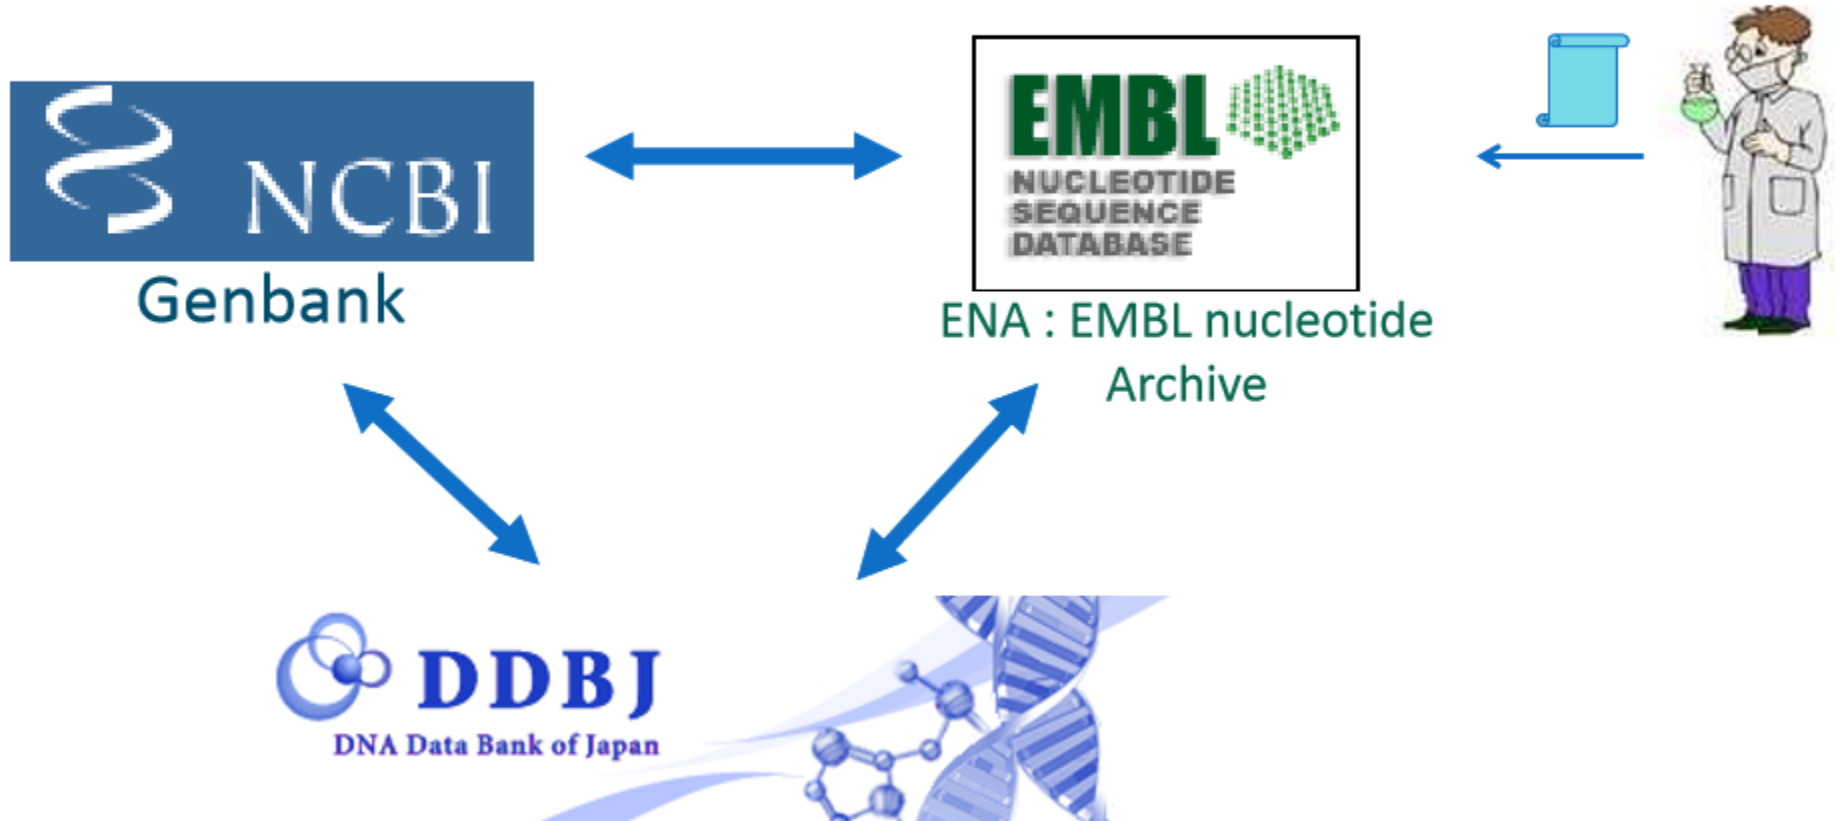 NCBI
Genbank
EMBL
NUCLEOTIDE
SEQUENCE
DATABASE
ENA : EMBL nucleotide
Archive
DDBJ
DNA Data Bank of Japan